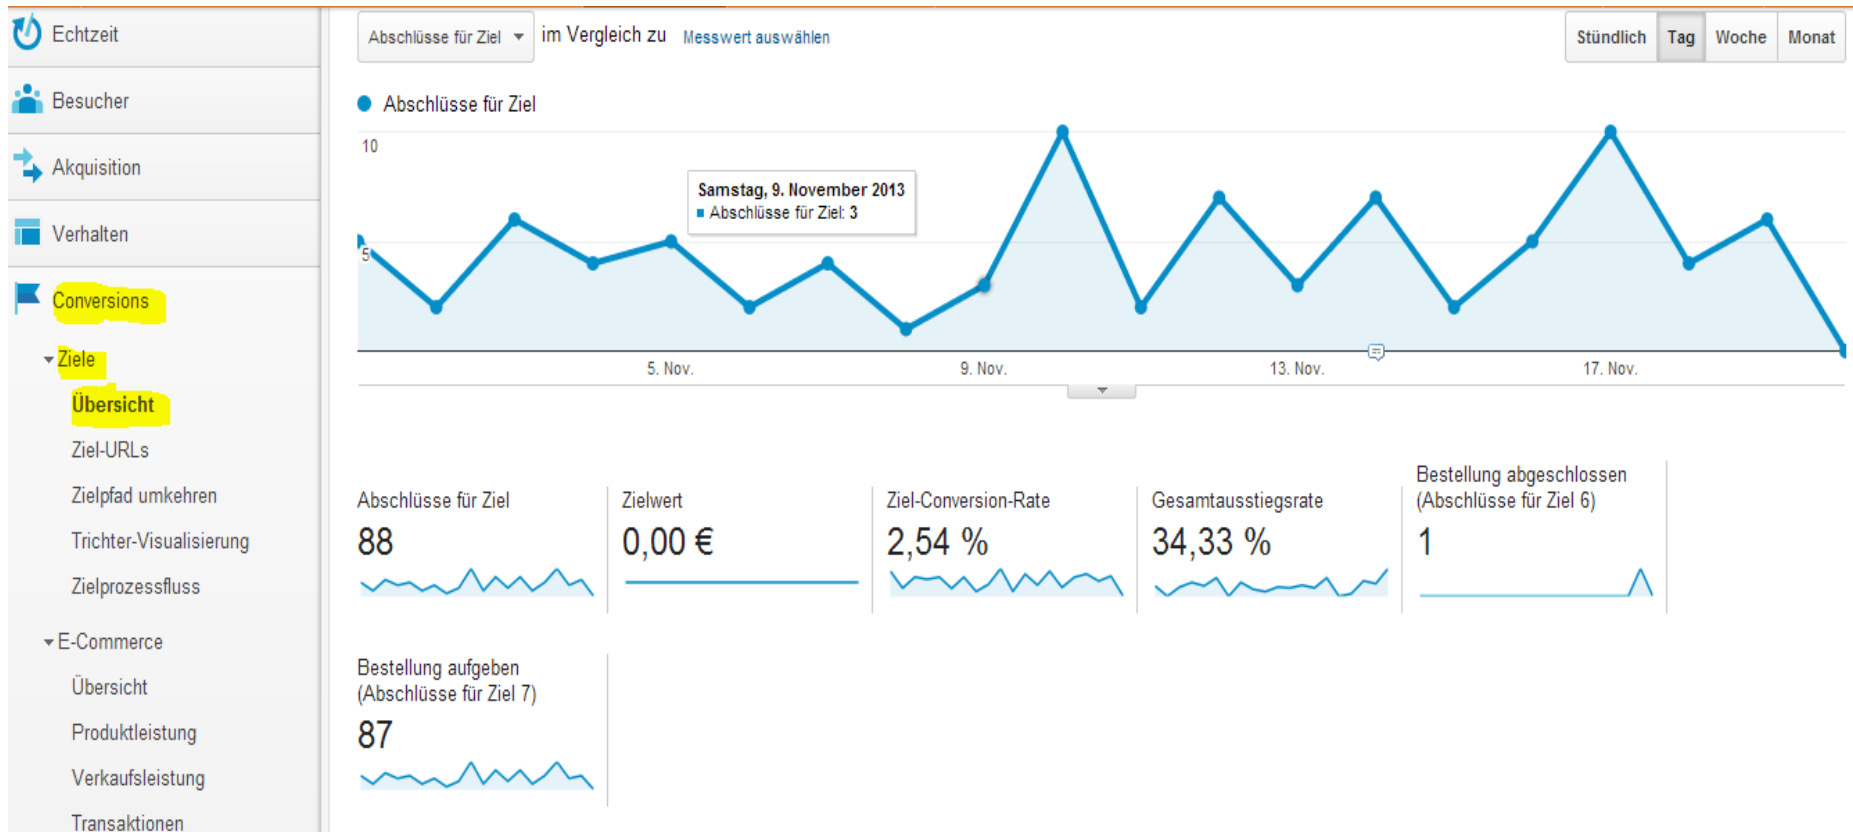 Echtzeit
Besucher
Akquisition
Verhalten
Conversions
Ziele
Übersicht
Ziel-URLs
Zielpfad umkehren
Trichter-Visualisierung
Zielprozessfluss
E-Commerce
Übersicht
Produktleistung
Verkaufsleistung
Transaktionen
Abschlüsse für Ziel im Vergleich zu Messwert auswählen
Stündlich Tag Woche Monat
Abschlüsse für Ziel
10
5
Samstag, 9. November 2013
Abschlüsse für Ziel: 3
5. Nov. 9. Nov. 13. Nov. 17. Nov.
Abschlüsse für Ziel
88
Zielwert
0,00 €
Ziel-Conversion-Rate
2,54 %
Gesamtausstiegsrate
34,33 %
Bestellung abgeschlossen
(Abschlüsse für Ziel 6)
1
Bestellung aufgeben
(Abschlüsse für Ziel 7)
87